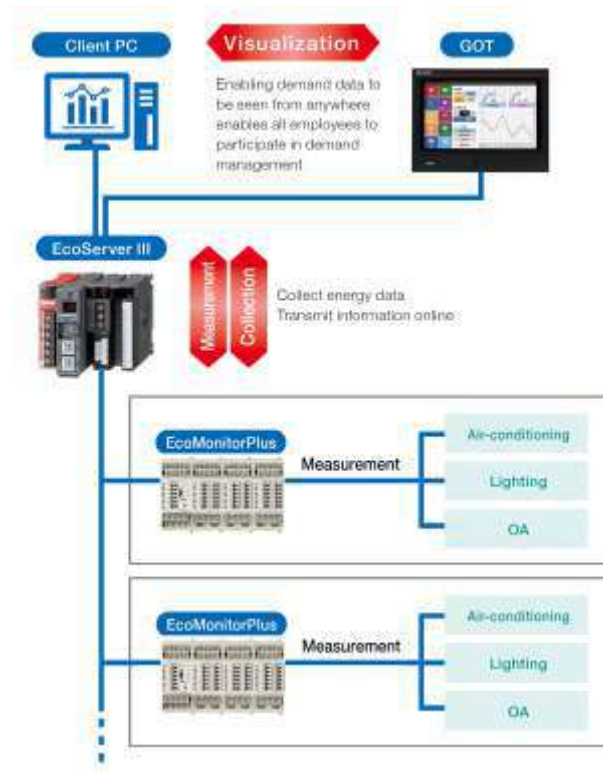 Client PC
Visualization
GOT
Enabling demand data to
be seen from anywhere
enables all employees to
participate in demand
management
EcoServer III
Measurement
Collection
Collect energy data
Transmit information online
EcoMonitorPlus
Measurement
Air-conditioning
Lighting
OA
EcoMonitorPlus
Measurement
Air-conditioning
Lighting
OA